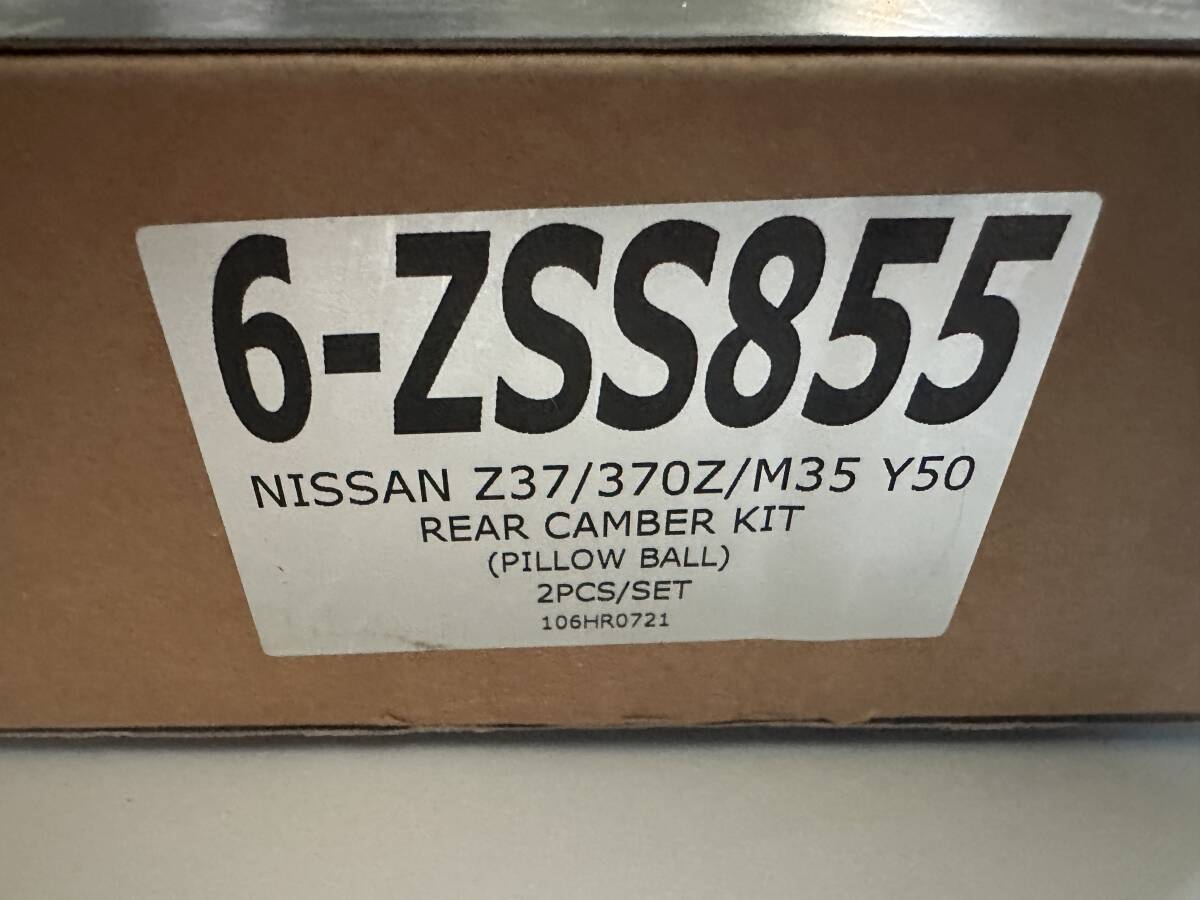 6-ZSS855
NISSAN Z37/370Z/M35 Y50
REAR CAMBER KIT
(PILLOW BALL)
2PCS/SET
106HR0721